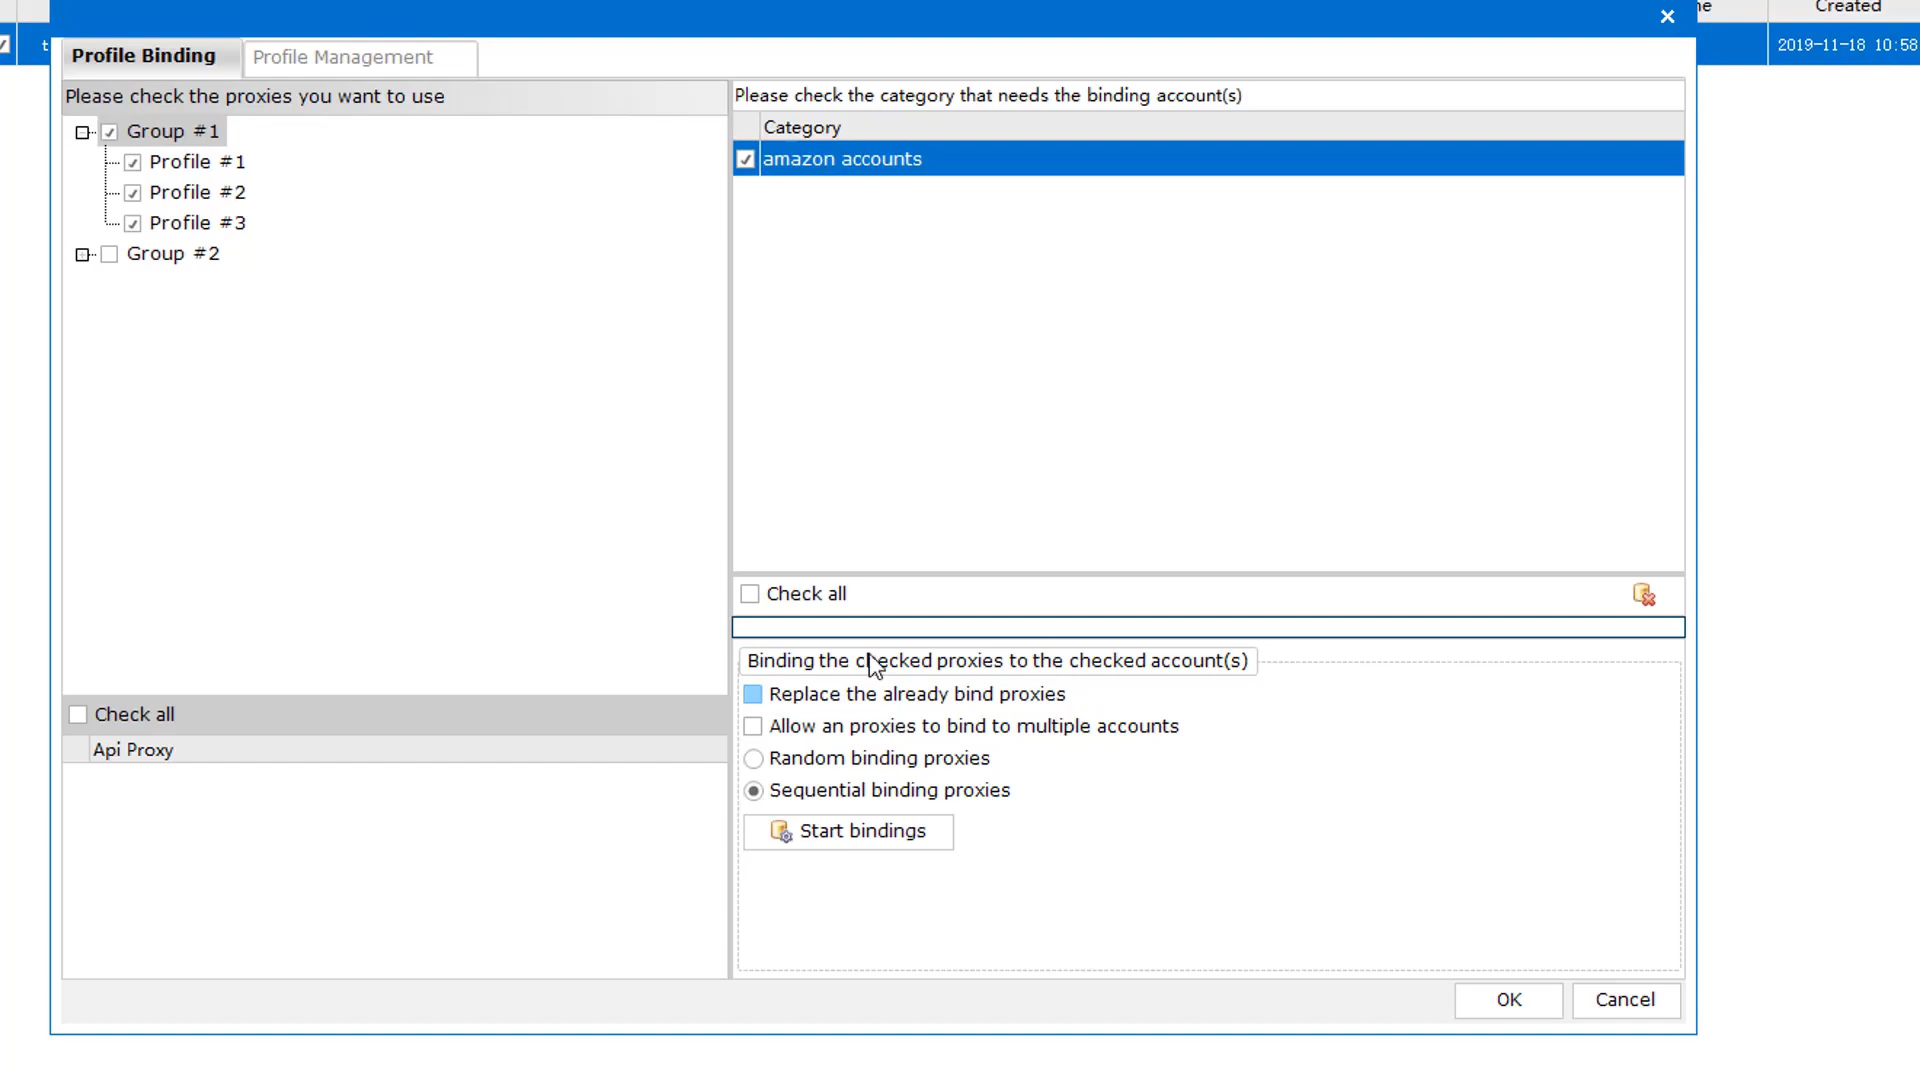 Created
2019-11-18 10:58
Profile Binding
Profile Management
Please check the proxies you want to use
Group #1
Profile #1
Profile #2
Profile #3
Group #2
Check all
Api Proxy
Please check the category that needs the binding account(s)
Category
amazon accounts
Check all
Binding the checked proxies to the checked account(s)
Replace the already bind proxies
Allow an proxies to bind to multiple accounts
Random binding proxies
Sequential binding proxies
Start bindings
OK
Cancel